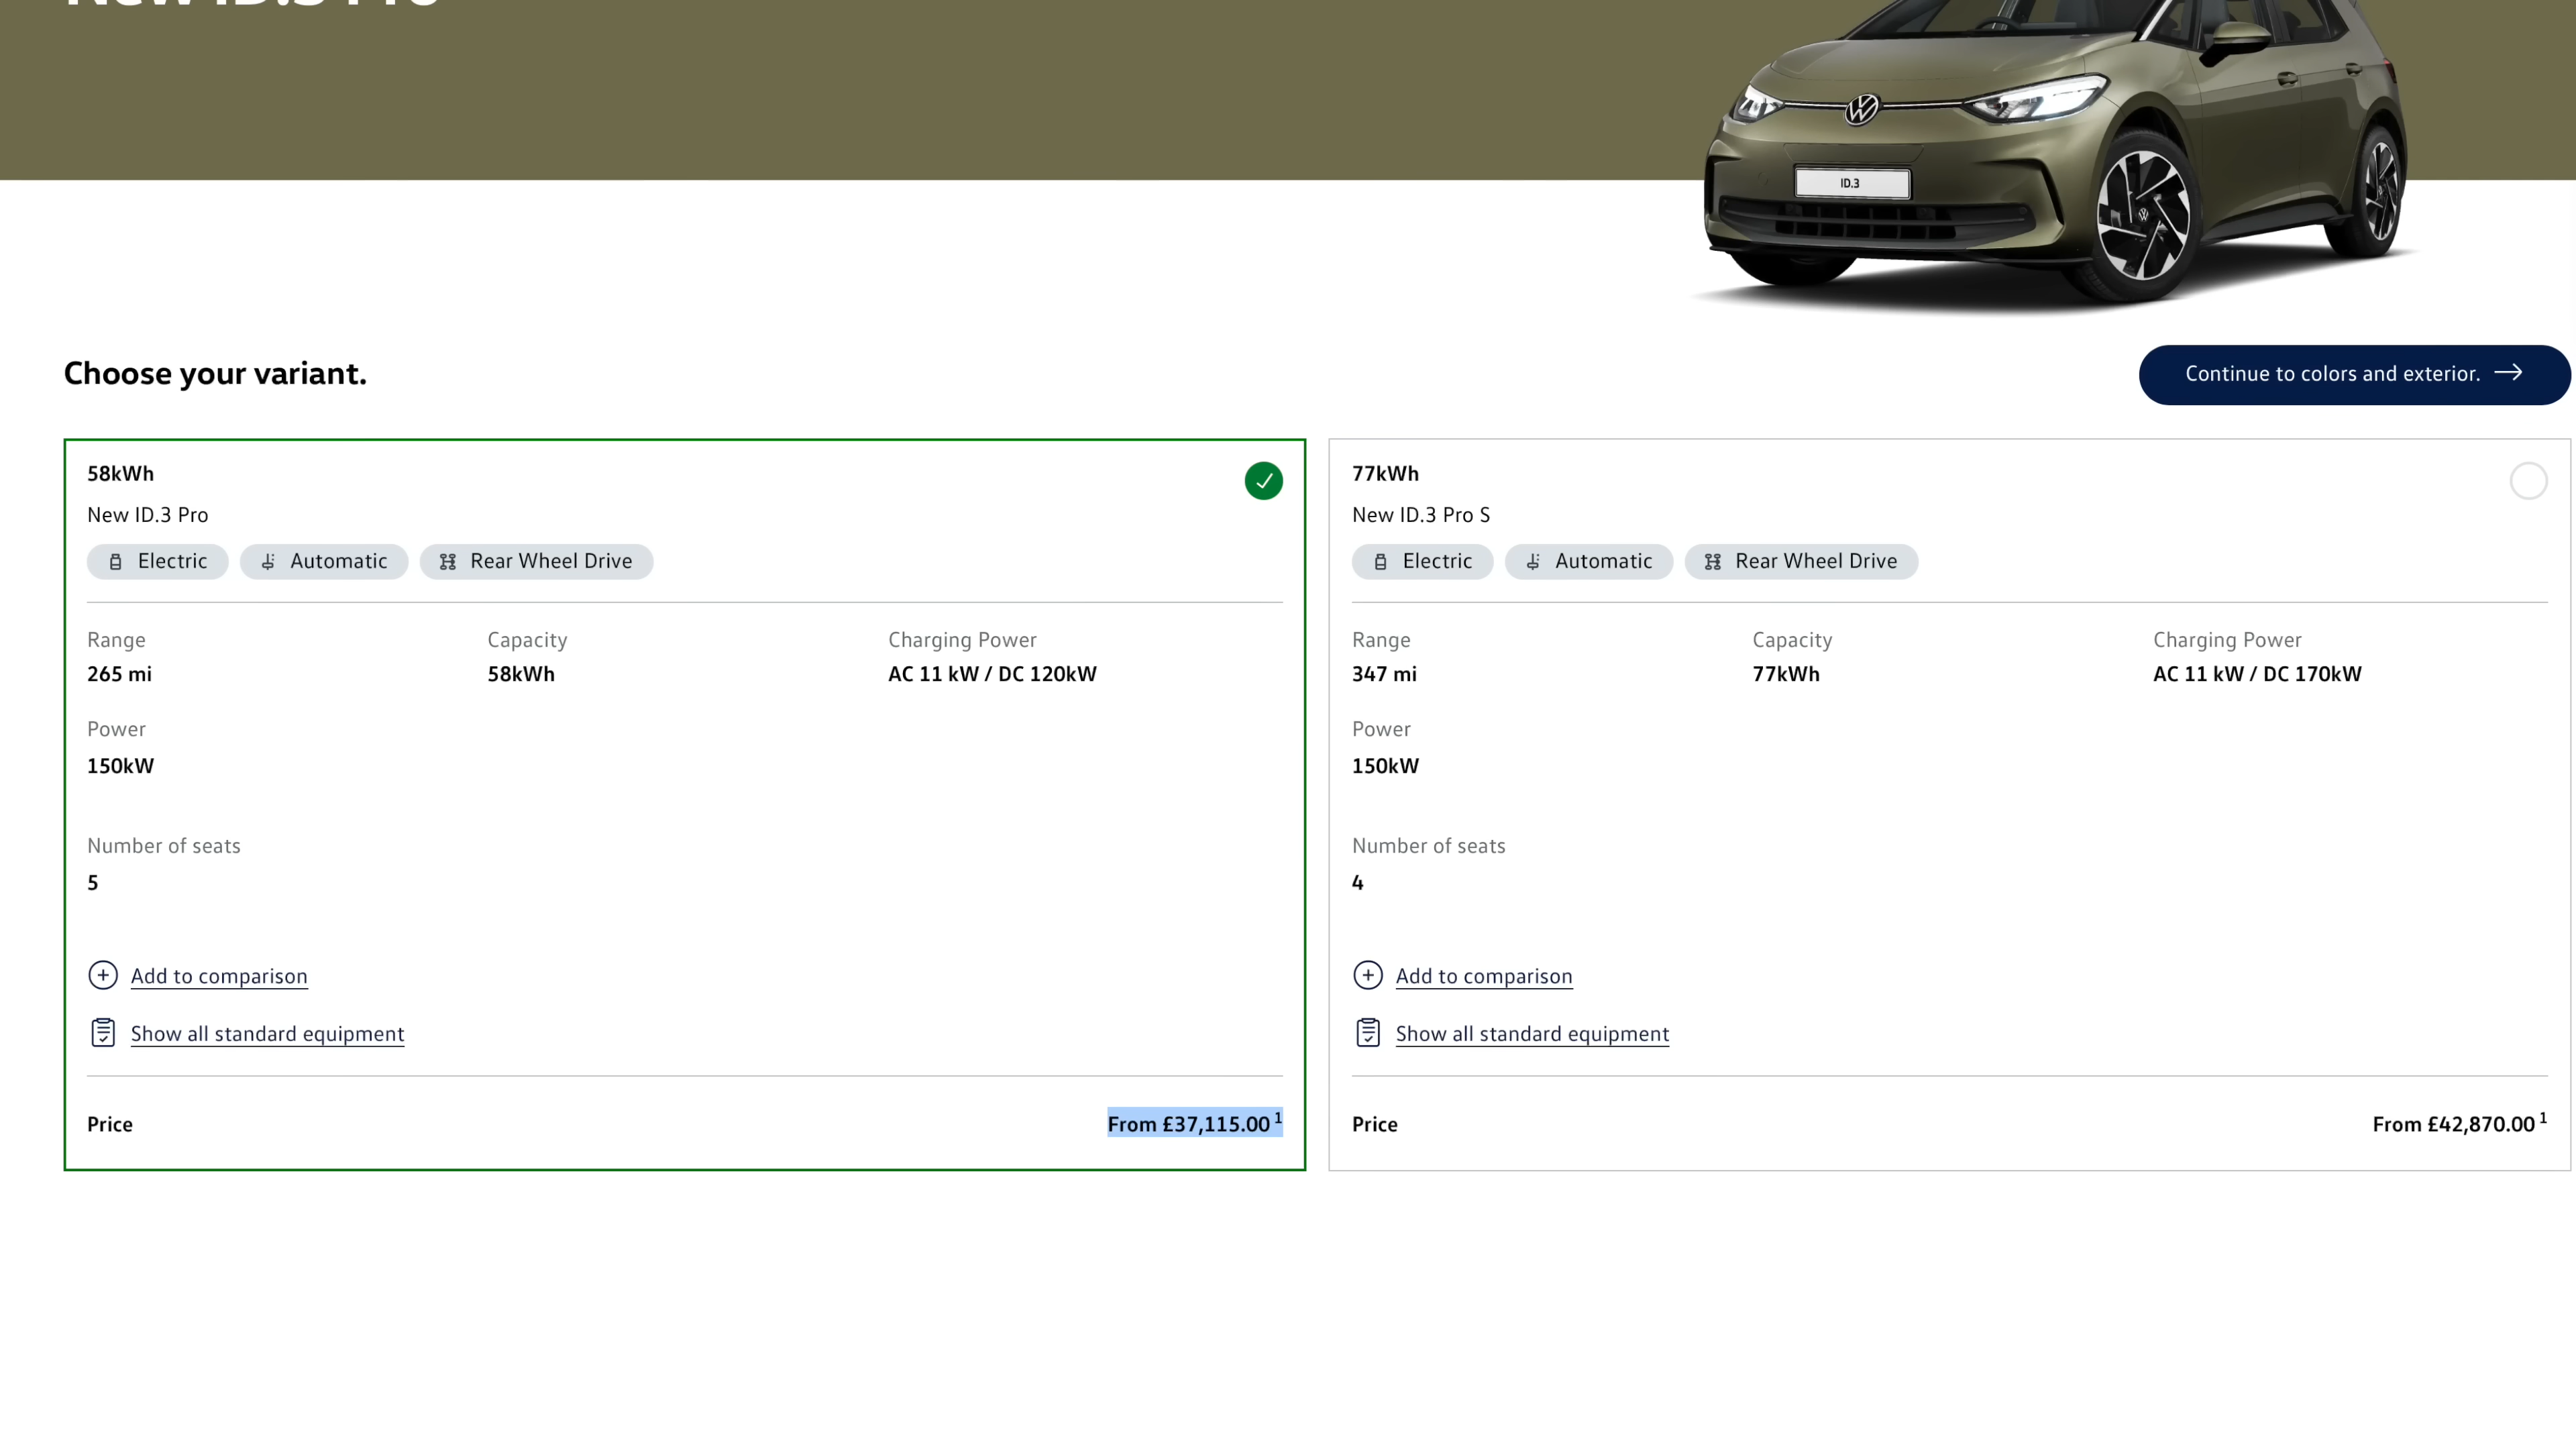 New ID.3 Pro
ID.3
Choose your variant.
Continue to colors and exterior.
58kWh
New ID.3 Pro
Electric
Automatic
Rear Wheel Drive
Range
Capacity
Charging Power
265 mi
58kWh
AC 11 kW / DC 120kW
Power
150kW
Number of seats
5
Add to comparison
Show all standard equipment
Price
From £37,115.00 1
77kWh
New ID.3 Pro S
Electric
Automatic
Rear Wheel Drive
Range
Capacity
Charging Power
347 mi
77kWh
AC 11 kW / DC 170kW
Power
150kW
Number of seats
4
Add to comparison
Show all standard equipment
Price
From £42,870.00 1